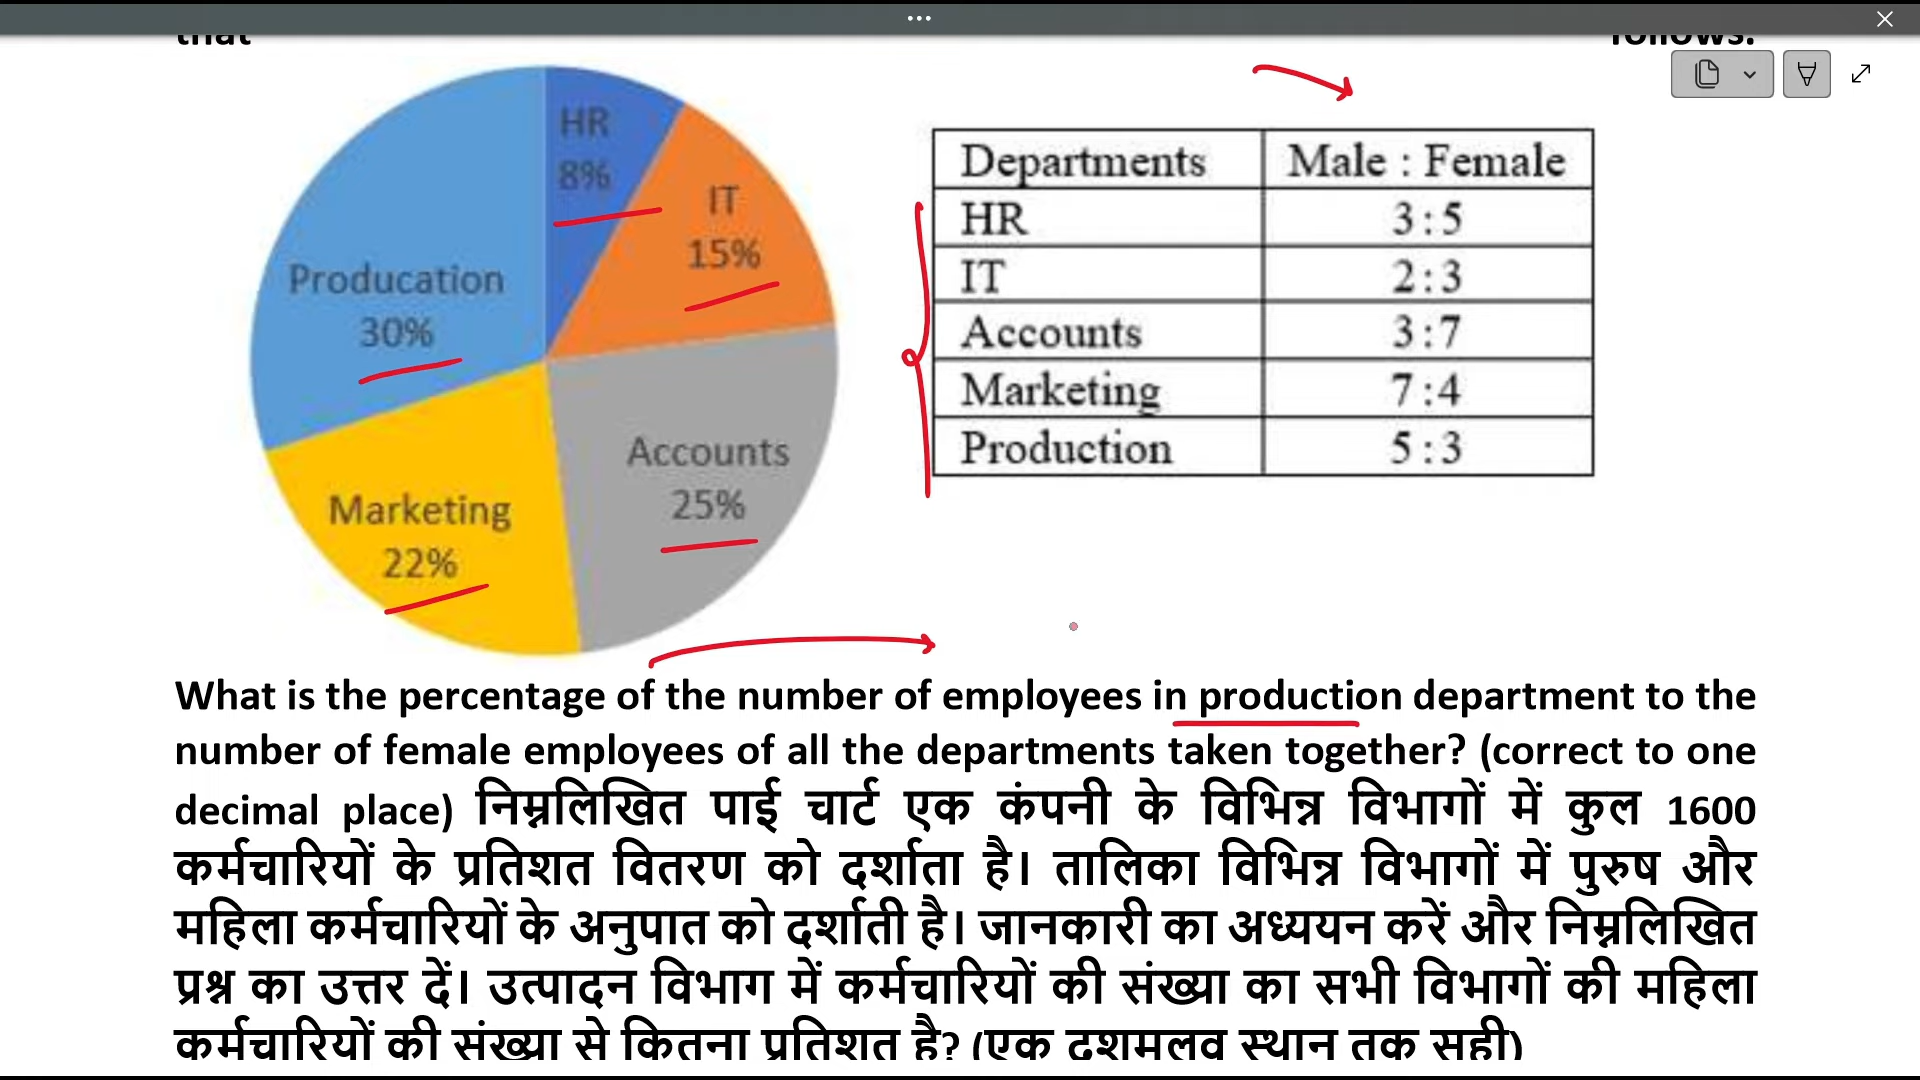 that follows:
HR
8%
IT
15%
Producation
30%
Accounts
25%
Marketing
22%
Departments Male : Female
HR 3 : 5
IT 2 : 3
Accounts 3 : 7
Marketing 7 : 4
Production 5 : 3
What is the percentage of the number of employees in production department to the
number of female employees of all the departments taken together? (correct to one
decimal place) निम्नलिखित पाई चार्ट एक कंपनी के विभिन्न विभागों में कुल 1600
कर्मचारियों के प्रतिशत वितरण को दर्शाता है। तालिका विभिन्न विभागों में पुरुष और
महिला कर्मचारियों के अनुपात को दर्शाती है। जानकारी का अध्ययन करें और निम्नलिखित
प्रश्न का उत्तर दें। उत्पादन विभाग में कर्मचारियों की संख्या का सभी विभागों की महिला
कर्मचारियों की संख्या से कितना प्रतिशत है? (एक दशमलव स्थान तक सही)